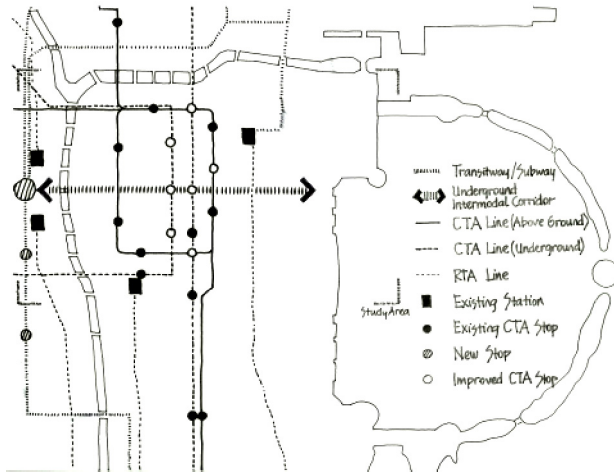 Transitway/Subway
Underground
Intermodal Corridor
CTA Line (Above Ground)
CTA Line (Underground)
RTA Line
Existing Station
Study Area
Existing CTA Stop
New Stop
Improved CTA Stop